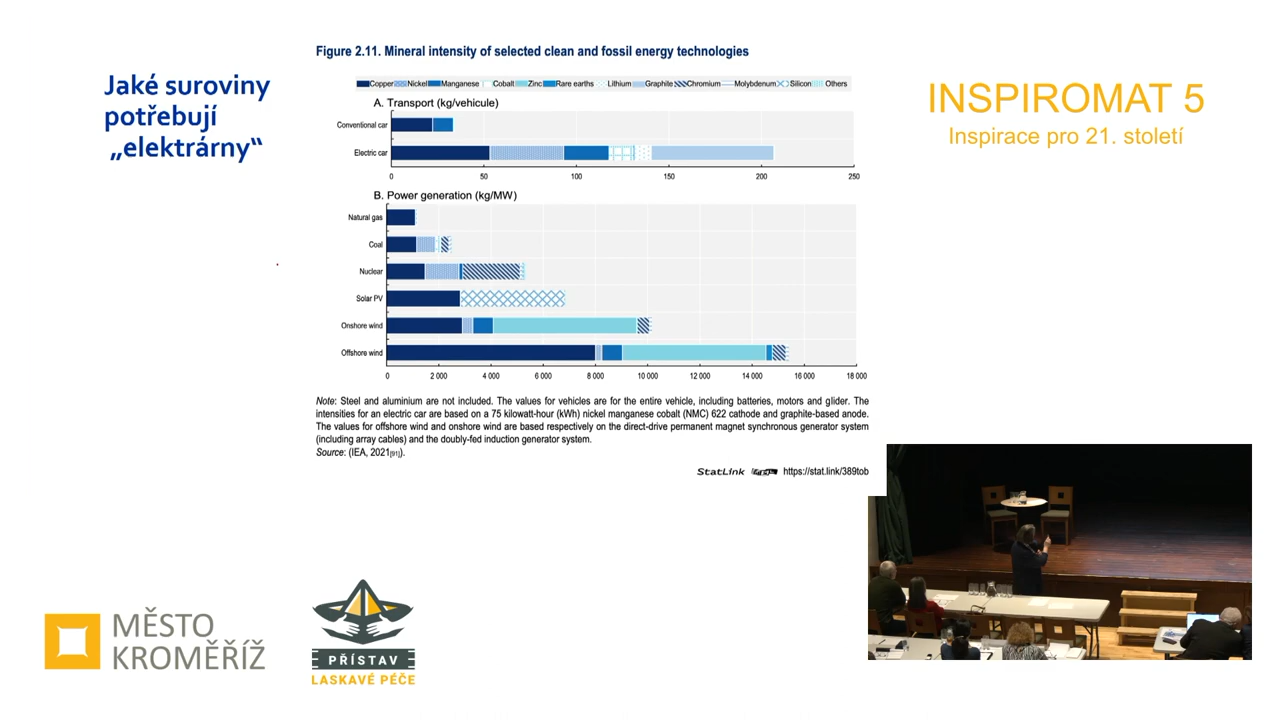 Jaké suroviny
potřebují
„elektrárny“
Figure 2.11. Mineral intensity of selected clean and fossil energy technologies
Copper Nickel Manganese Cobalt Zinc Rare earths Lithium Graphite Chromium Molybdenum Silicon Others
A. Transport (kg/vehicule)
Conventional car
Electric car
0 50 100 150 200 250
B. Power generation (kg/MW)
Natural gas
Coal
Nuclear
Solar PV
Onshore wind
Offshore wind
0 2 000 4 000 6 000 8 000 10 000 12 000 14 000 16 000 18 000
Note: Steel and aluminium are not included. The values for vehicles are for the entire vehicle, including batteries, motors and glider. The
intensities for an electric car are based on a 75 kilowatt-hour (kWh) nickel manganese cobalt (NMC) 622 cathode and graphite-based anode.
The values for offshore wind and onshore wind are based respectively on the direct-drive permanent magnet synchronous generator system
(including array cables) and the doubly-fed induction generator system.
Source: (IEA, 2021[91]).
StatLink https://stat.link/389tob
INSPIROMAT 5
Inspirace pro 21. století
MĚSTO
KROMĚŘÍŽ
PŘÍSTAV
LASKAVÉ PÉČE